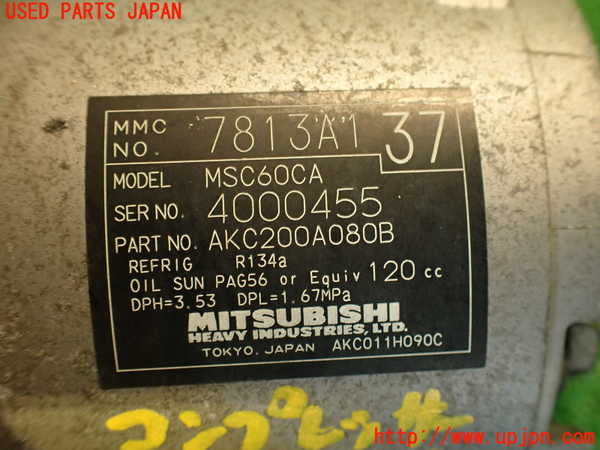 USED PARTS JAPAN
MMC NO. 7813A137
MODEL MSC60CA
SER NO. 4000455
PART NO. AKC200A080B
REFRIG R134a
OIL SUN PAG56 or Equiv 120 cc
DPH=3.53 DPL=1.67MPa
MITSUBISHI
HEAVY INDUSTRIES, LTD.
TOKYO. JAPAN AKC011H090C
コンプレッサー
http://www.upjpn.com/